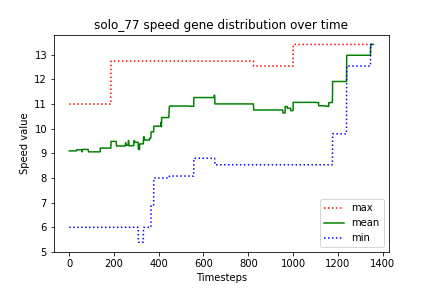 solo_77 speed gene distribution over time
Speed value
13
12
11
10
9
8
7
6
5
0 200 400 600 800 1000 1200 1400
Timesteps
max
mean
min